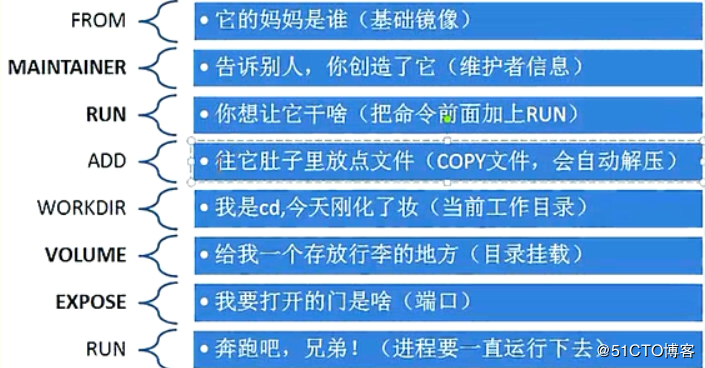 FROM
• 它的妈妈是谁（基础镜像）
MAINTAINER
• 告诉别人，你创造了它（维护者信息）
RUN
• 你想让它干啥（把命令前面加上RUN）
ADD
• 往它肚子里放点文件（COPY文件，会自动解压）
WORKDIR
• 我是cd,今天刚化了妆（当前工作目录）
VOLUME
• 给我一个存放行李的地方（目录挂载）
EXPOSE
• 我要打开的门是啥（端口）
RUN
• 奔跑吧，兄弟！（进程要一直运行下去）
@51CTO博客